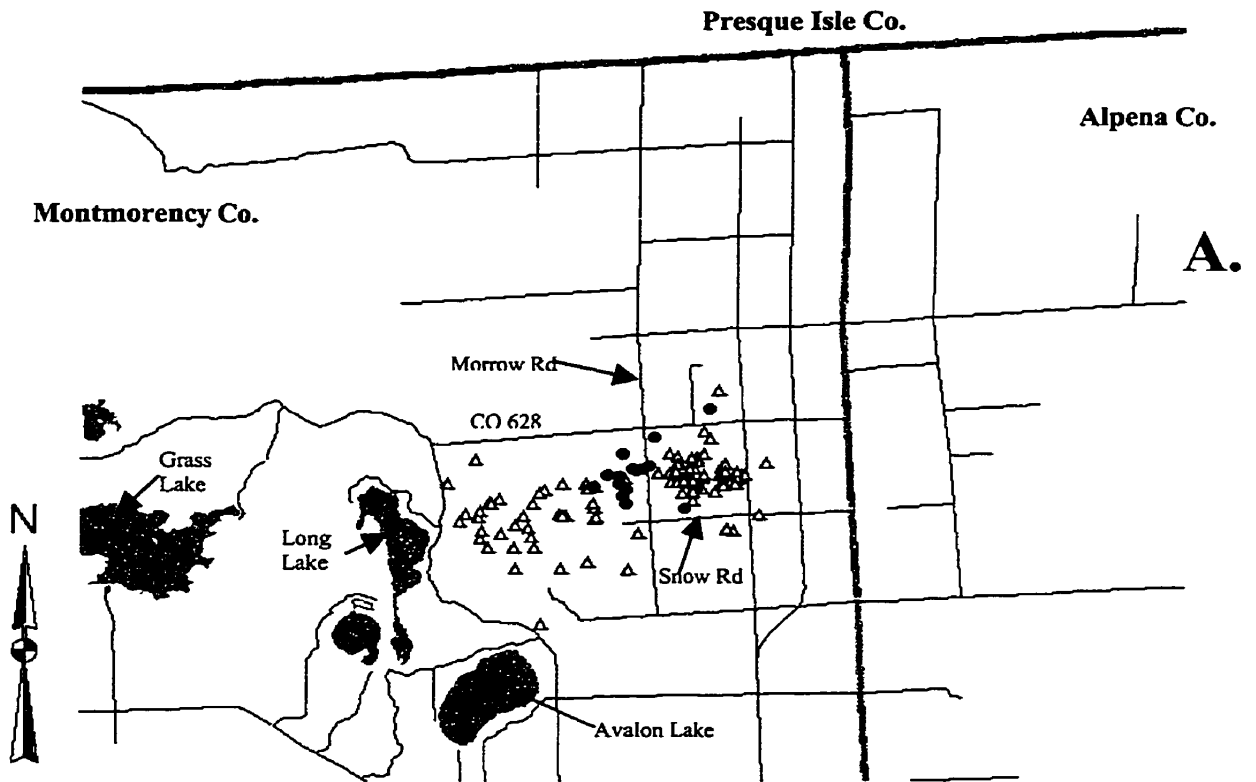 Presque Isle Co.
Alpena Co.
Montmorency Co.
A.
Morrow Rd
CO 628
Grass
Lake
N
Long
Lake
Snow Rd
Avalon Lake